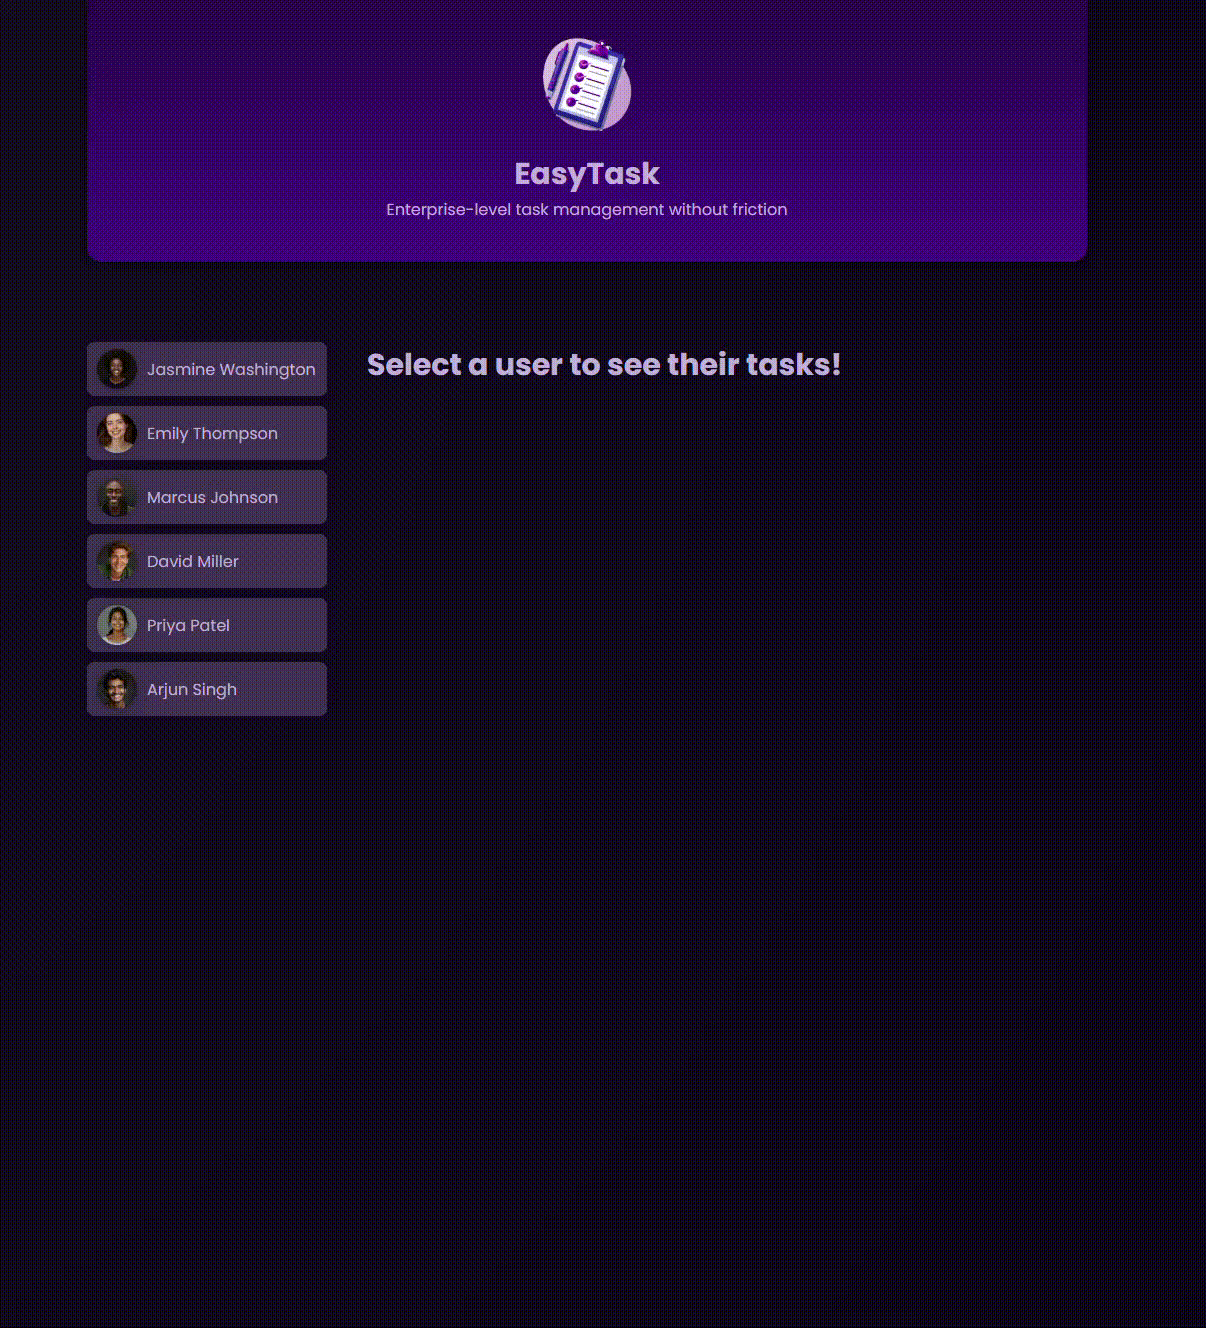 EasyTask
Enterprise-level task management without friction
Jasmine Washington
Emily Thompson
Marcus Johnson
David Miller
Priya Patel
Arjun Singh
Select a user to see their tasks!